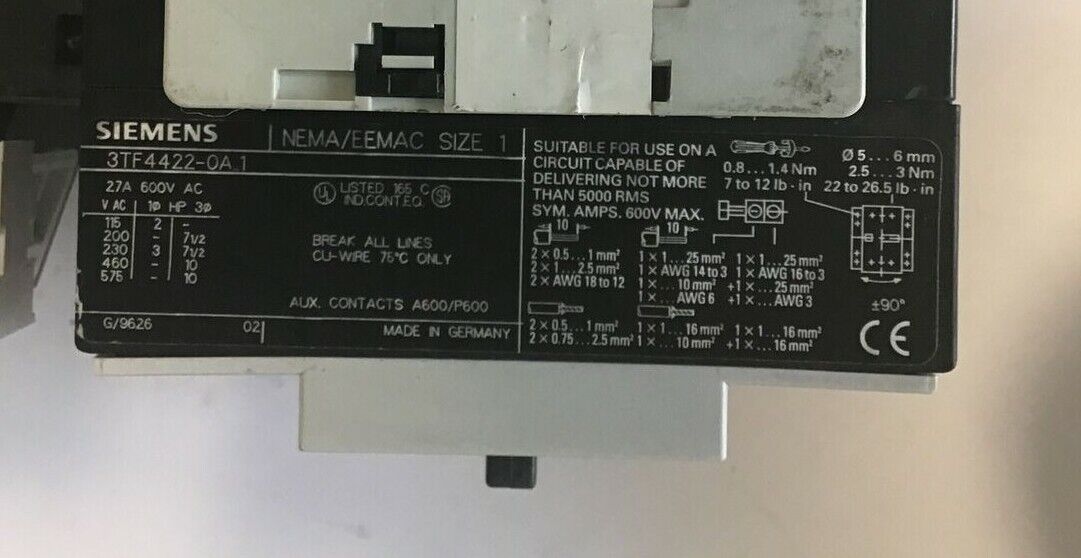 SIEMENS
NEMA/EEMAC SIZE 1
3TF4422-0A.1
27A 600V AC
V AC 1ø HP 3ø
115 2 -
200 - 7 1/2
230 3 7 1/2
460 - 10
575 - 10
UL LISTED 165 C SA
IND.CONT.EQ.
BREAK ALL LINES
CU-WIRE 75°C ONLY
AUX. CONTACTS A600/P600
G/9626 02
MADE IN GERMANY
SUITABLE FOR USE ON A
CIRCUIT CAPABLE OF
DELIVERING NOT MORE
THAN 5000 RMS
SYM. AMPS. 600V MAX.
0.8...1.4 Nm
7 to 12 lb·in
Ø 5...6 mm
2.5...3 Nm
22 to 26.5 lb·in
10
2 × 0.5...1 mm²
2 × 1...2.5 mm²
2 × AWG 18 to 12
10
1 × 1...25 mm² 1 × 1...25 mm²
1 × AWG 14 to 3 1 × AWG 16 to 3
1 ×...10 mm² +1 ×...25 mm²
1 ×...AWG 6 +1 ×...AWG 3
2 × 0.5...1 mm²
2 × 0.75...2.5 mm²
1 × 1...16 mm² 1 × 1...16 mm²
1 ×...10 mm² +1 ×...16 mm²
±90°
CE